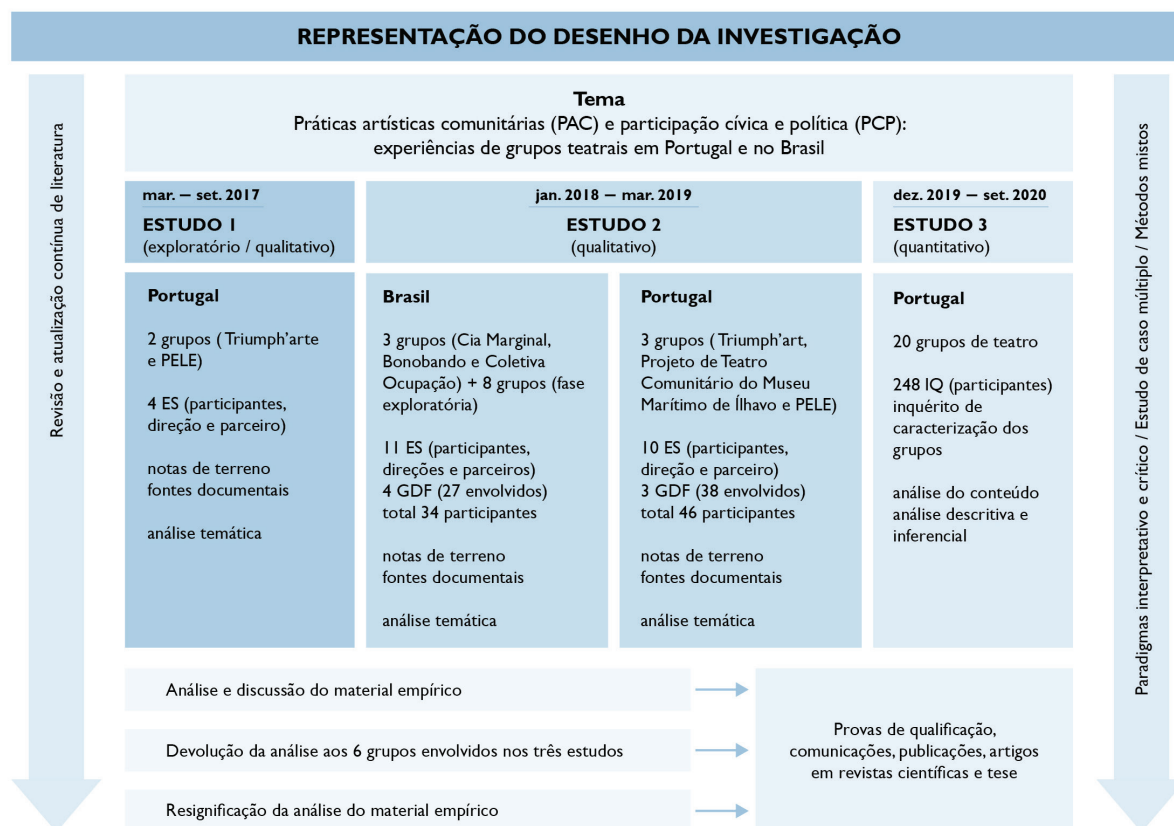 REPRESENTAÇÃO DO DESENHO DA INVESTIGAÇÃO
Revisão e atualização contínua de literatura
Tema
Práticas artísticas comunitárias (PAC) e participação cívica e política (PCP):
experiências de grupos teatrais em Portugal e no Brasil
mar. – set. 2017
ESTUDO 1
(exploratório / qualitativo)
jan. 2018 – mar. 2019
ESTUDO 2
(qualitativo)
dez. 2019 – set. 2020
ESTUDO 3
(quantitativo)
Portugal
2 grupos ( Triumph’arte
e PELE)
4 ES (participantes,
direção e parceiro)
notas de terreno
fontes documentais
análise temática
Brasil
3 grupos (Cia Marginal,
Bonobando e Coletiva
Ocupação) + 8 grupos (fase
exploratória)
11 ES (participantes,
direções e parceiros)
4 GDF (27 envolvidos)
total 34 participantes
notas de terreno
fontes documentais
análise temática
Portugal
3 grupos ( Triumph’art,
Projeto de Teatro
Comunitário do Museu
Marítimo de Ílhavo e PELE)
10 ES (participantes,
direção e parceiro)
3 GDF (38 envolvidos)
total 46 participantes
notas de terreno
fontes documentais
análise temática
Portugal
20 grupos de teatro
248 IQ (participantes)
inquérito de
caracterização dos
grupos
análise do conteúdo
análise descritiva e
inferencial
Análise e discussão do material empírico
Devolução da análise aos 6 grupos envolvidos nos três estudos
Resignificação da análise do material empírico
Provas de qualificação,
comunicações, publicações, artigos
em revistas científicas e tese
Paradigmas interpretativo e crítico / Estudo de caso múltiplo / Métodos mistos